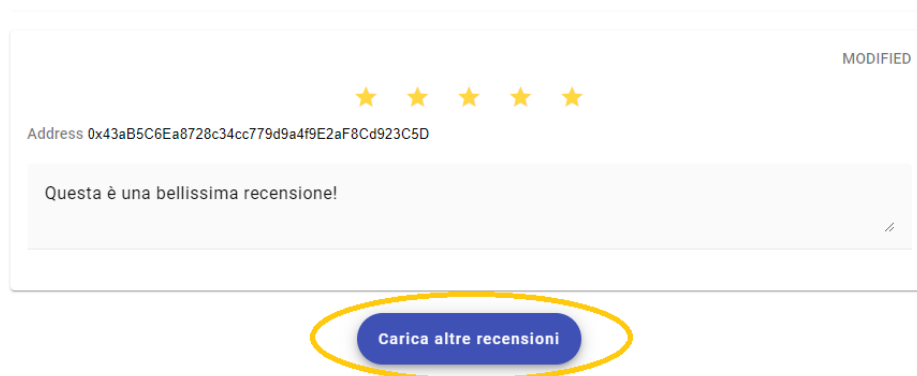 MODIFIED
Address 0x43aB5C6Ea8728c34cc779d9a4f9E2aF8Cd923C5D
Questa è una bellissima recensione!
Carica altre recensioni